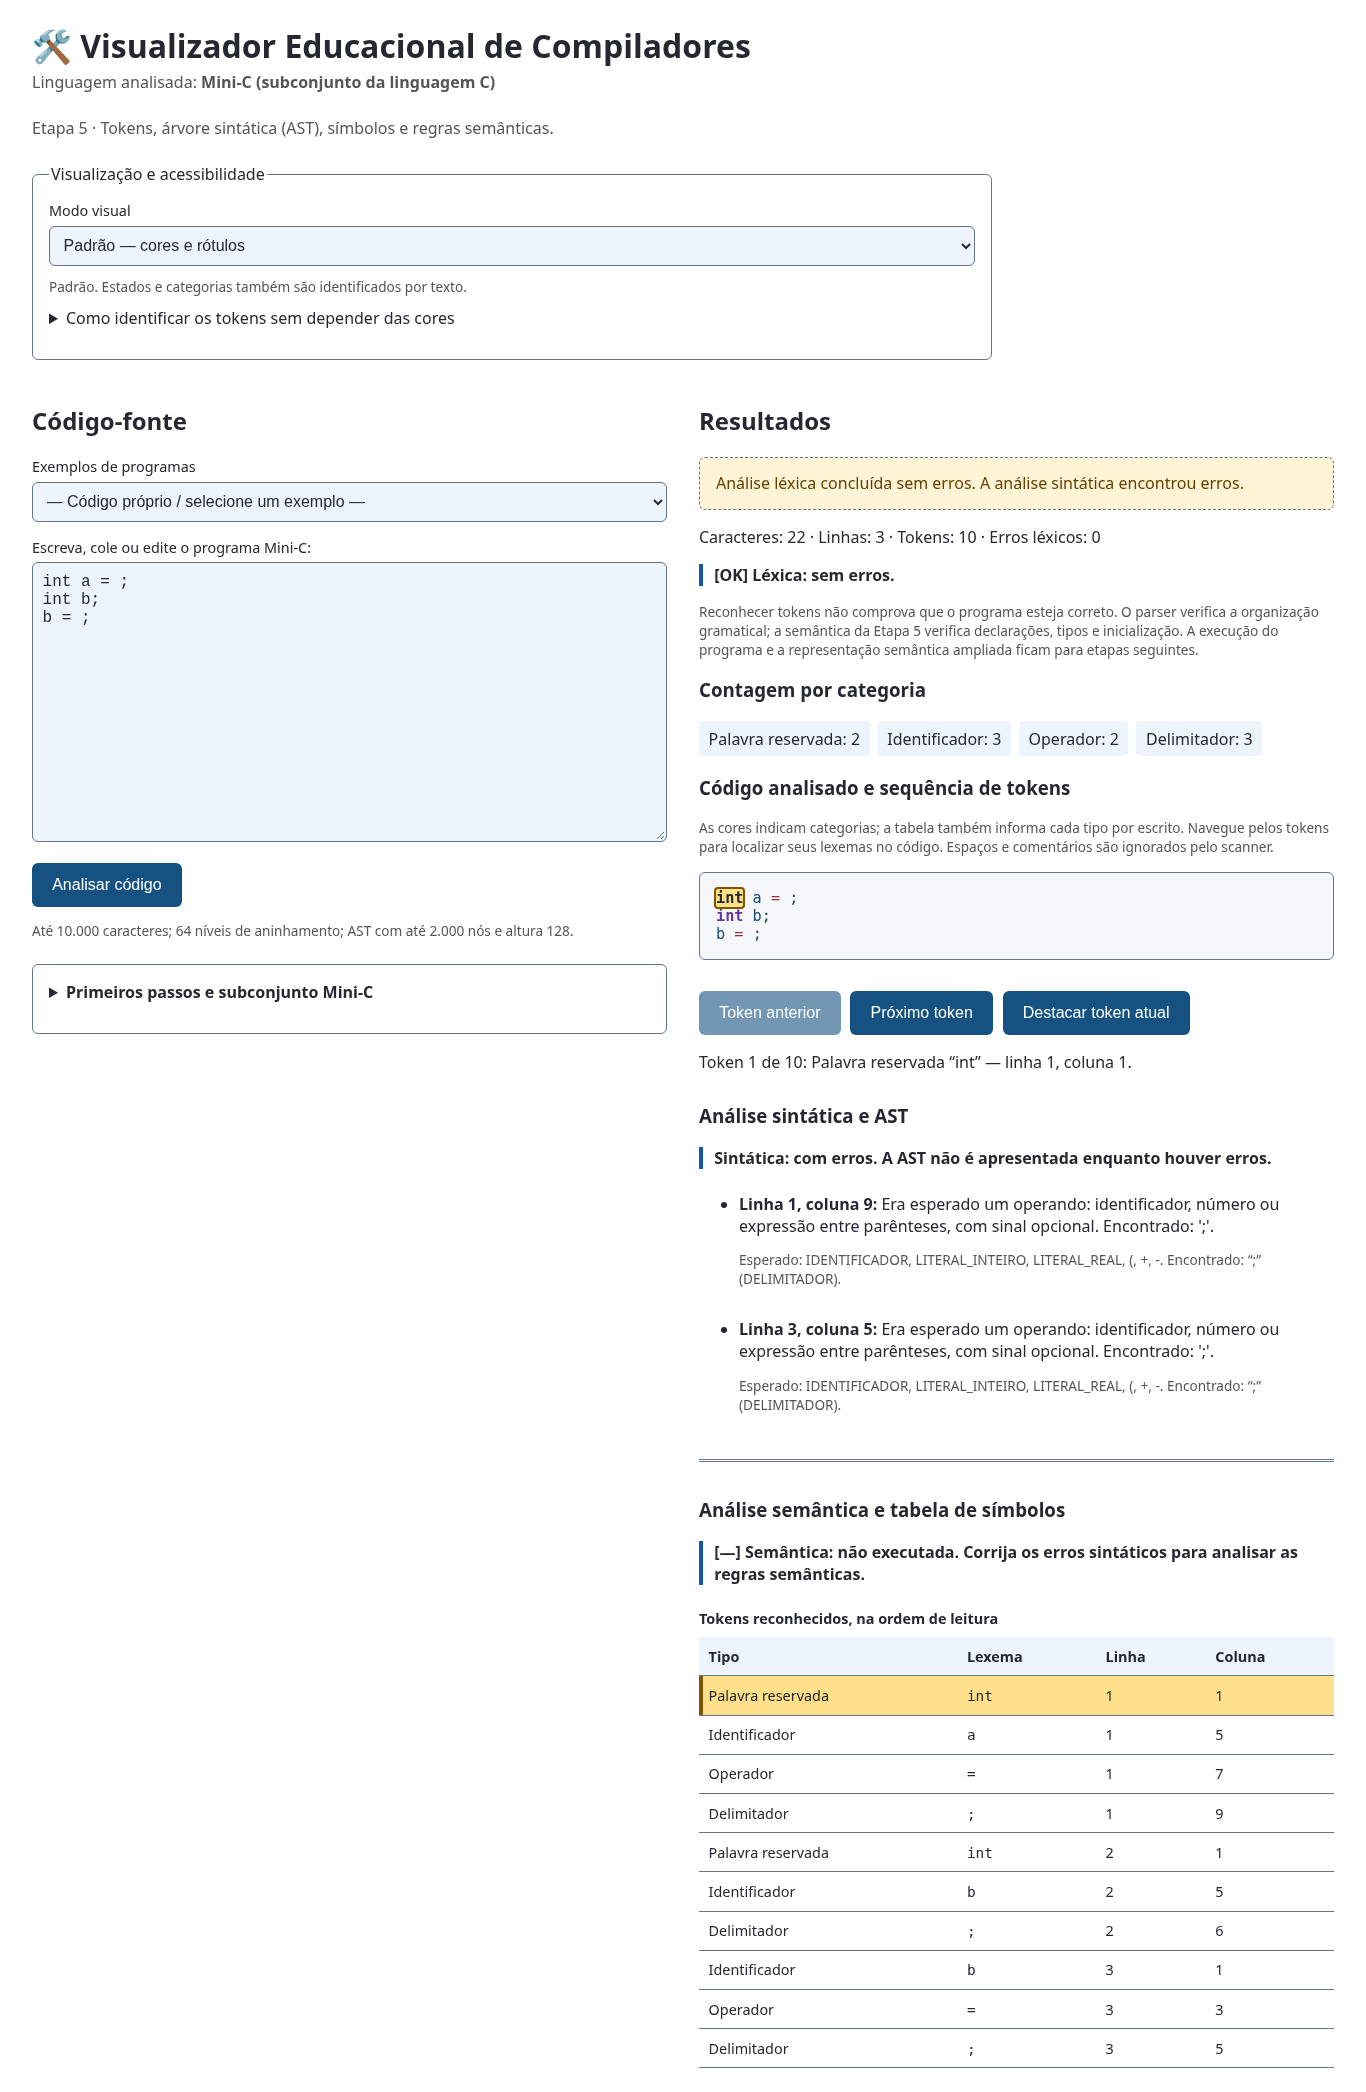 🛠️ Visualizador Educacional de Compiladores
Linguagem analisada: Mini-C (subconjunto da linguagem C)
Etapa 5 · Tokens, árvore sintática (AST), símbolos e regras semânticas.
Visualização e acessibilidade
Modo visual
Padrão — cores e rótulos
Padrão. Estados e categorias também são identificados por texto.
▶ Como identificar os tokens sem depender das cores
Código-fonte
Exemplos de programas
— Código próprio / selecione um exemplo —
Escreva, cole ou edite o programa Mini-C:
int a = ;
int b;
b = ;
Analisar código
Até 10.000 caracteres; 64 níveis de aninhamento; AST com até 2.000 nós e altura 128.
▶ Primeiros passos e subconjunto Mini-C
Resultados
Análise léxica concluída sem erros. A análise sintática encontrou erros.
Caracteres: 22 · Linhas: 3 · Tokens: 10 · Erros léxicos: 0
[OK] Léxica: sem erros.
Reconhecer tokens não comprova que o programa esteja correto. O parser verifica a organização
gramatical; a semântica da Etapa 5 verifica declarações, tipos e inicialização. A execução do
programa e a representação semântica ampliada ficam para etapas seguintes.
Contagem por categoria
Palavra reservada: 2 Identificador: 3 Operador: 2 Delimitador: 3
Código analisado e sequência de tokens
As cores indicam categorias; a tabela também informa cada tipo por escrito. Navegue pelos tokens
para localizar seus lexemas no código. Espaços e comentários são ignorados pelo scanner.
int a = ;
int b;
b = ;
Token anterior Próximo token Destacar token atual
Token 1 de 10: Palavra reservada “int” — linha 1, coluna 1.
Análise sintática e AST
Sintática: com erros. A AST não é apresentada enquanto houver erros.
• Linha 1, coluna 9: Era esperado um operando: identificador, número ou
expressão entre parênteses, com sinal opcional. Encontrado: ';'.
Esperado: IDENTIFICADOR, LITERAL_INTEIRO, LITERAL_REAL, (, +, -. Encontrado: “;”
(DELIMITADOR).
• Linha 3, coluna 5: Era esperado um operando: identificador, número ou
expressão entre parênteses, com sinal opcional. Encontrado: ';'.
Esperado: IDENTIFICADOR, LITERAL_INTEIRO, LITERAL_REAL, (, +, -. Encontrado: “;”
(DELIMITADOR).
Análise semântica e tabela de símbolos
[—] Semântica: não executada. Corrija os erros sintáticos para analisar as
regras semânticas.
Tokens reconhecidos, na ordem de leitura
Tipo Lexema Linha Coluna
Palavra reservada int 1 1
Identificador a 1 5
Operador = 1 7
Delimitador ; 1 9
Palavra reservada int 2 1
Identificador b 2 5
Delimitador ; 2 6
Identificador b 3 1
Operador = 3 3
Delimitador ; 3 5